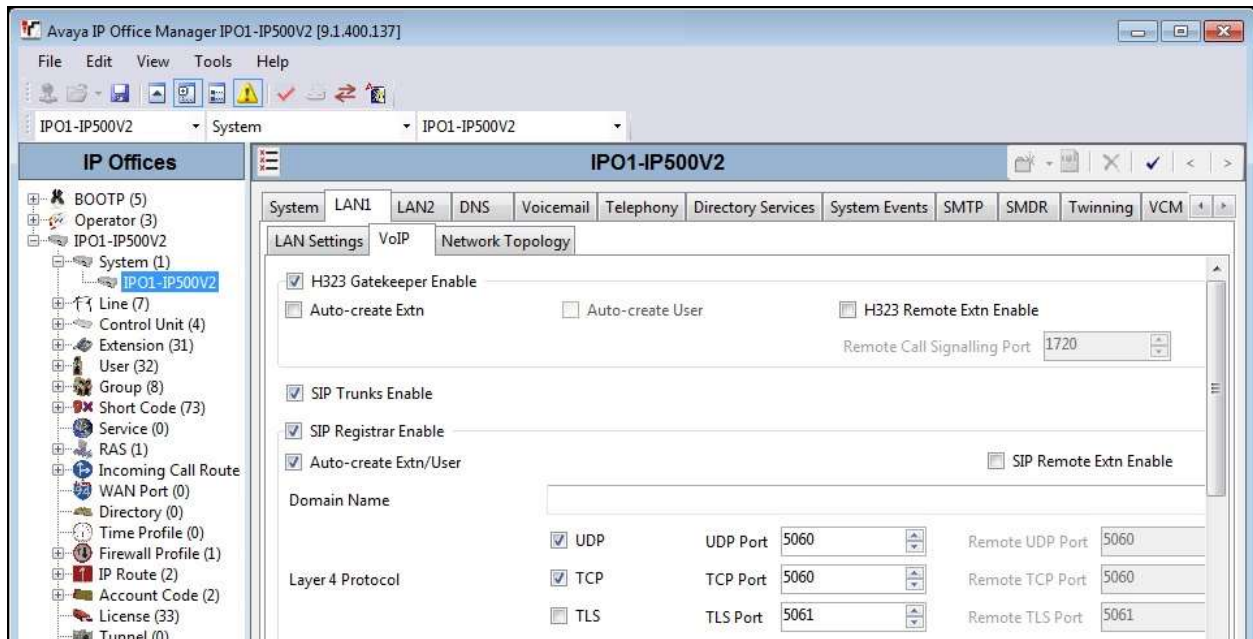 Avaya IP Office Manager IPO1-IP500V2 [9.1.400.137]
File Edit View Tools Help
IPO1-IP500V2 System IPO1-IP500V2
IP Offices
BOOTP (5)
Operator (3)
IPO1-IP500V2
System (1)
IPO1-IP500V2
Line (7)
Control Unit (4)
Extension (31)
User (32)
Group (8)
Short Code (73)
Service (0)
RAS (1)
Incoming Call Route
WAN Port (0)
Directory (0)
Time Profile (0)
Firewall Profile (1)
IP Route (2)
Account Code (2)
License (33)
Tunnel (0)
IPO1-IP500V2
System LAN1 LAN2 DNS Voicemail Telephony Directory Services System Events SMTP SMDR Twinning VCM
LAN Settings VoIP Network Topology
H323 Gatekeeper Enable
Auto-create Extn Auto-create User H323 Remote Extn Enable
Remote Call Signalling Port 1720
SIP Trunks Enable
SIP Registrar Enable
Auto-create Extn/User SIP Remote Extn Enable
Domain Name
UDP UDP Port 5060 Remote UDP Port 5060
Layer 4 Protocol TCP TCP Port 5060 Remote TCP Port 5060
TLS TLS Port 5061 Remote TLS Port 5061